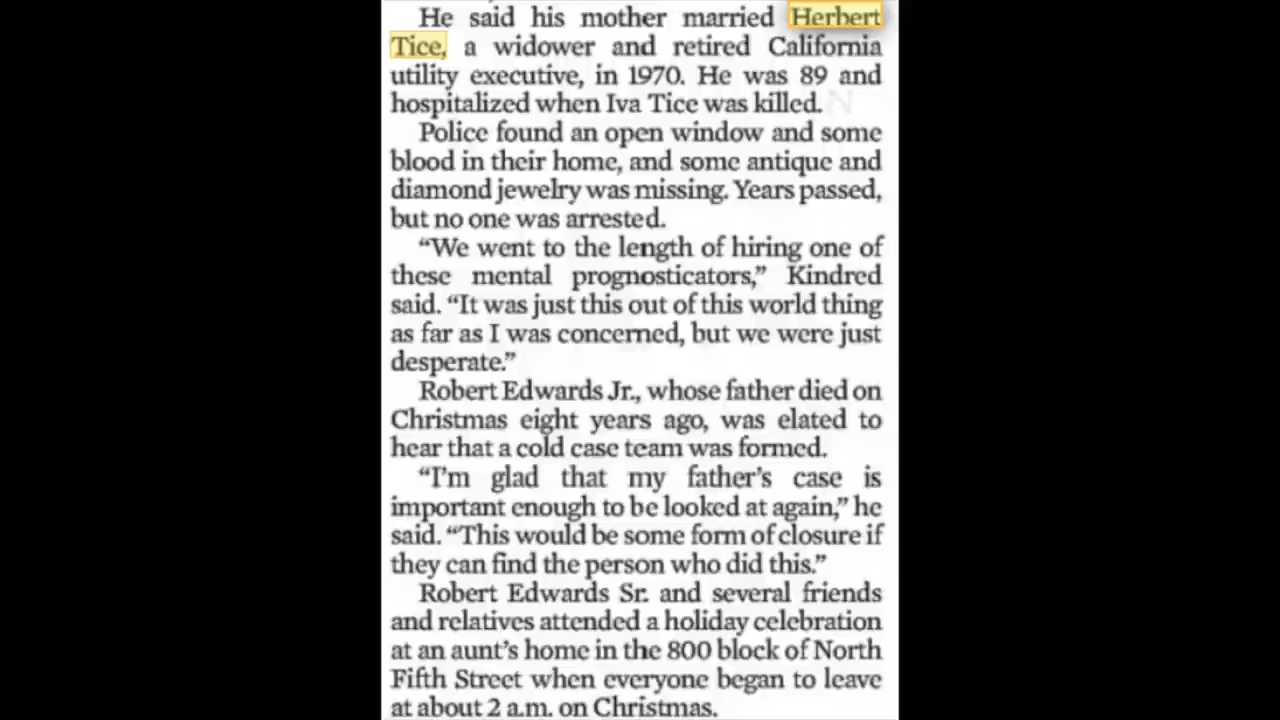 He said his mother married Herbert
Tice, a widower and retired California
utility executive, in 1970. He was 89 and
hospitalized when Iva Tice was killed.
Police found an open window and some
blood in their home, and some antique and
diamond jewelry was missing. Years passed,
but no one was arrested.
“We went to the length of hiring one of
these mental prognosticators,” Kindred
said. “It was just this out of this world thing
as far as I was concerned, but we were just
desperate.”
Robert Edwards Jr., whose father died on
Christmas eight years ago, was elated to
hear that a cold case team was formed.
“I’m glad that my father’s case is
important enough to be looked at again,” he
said. “This would be some form of closure if
they can find the person who did this.”
Robert Edwards Sr. and several friends
and relatives attended a holiday celebration
at an aunt’s home in the 800 block of North
Fifth Street when everyone began to leave
at about 2 a.m. on Christmas.